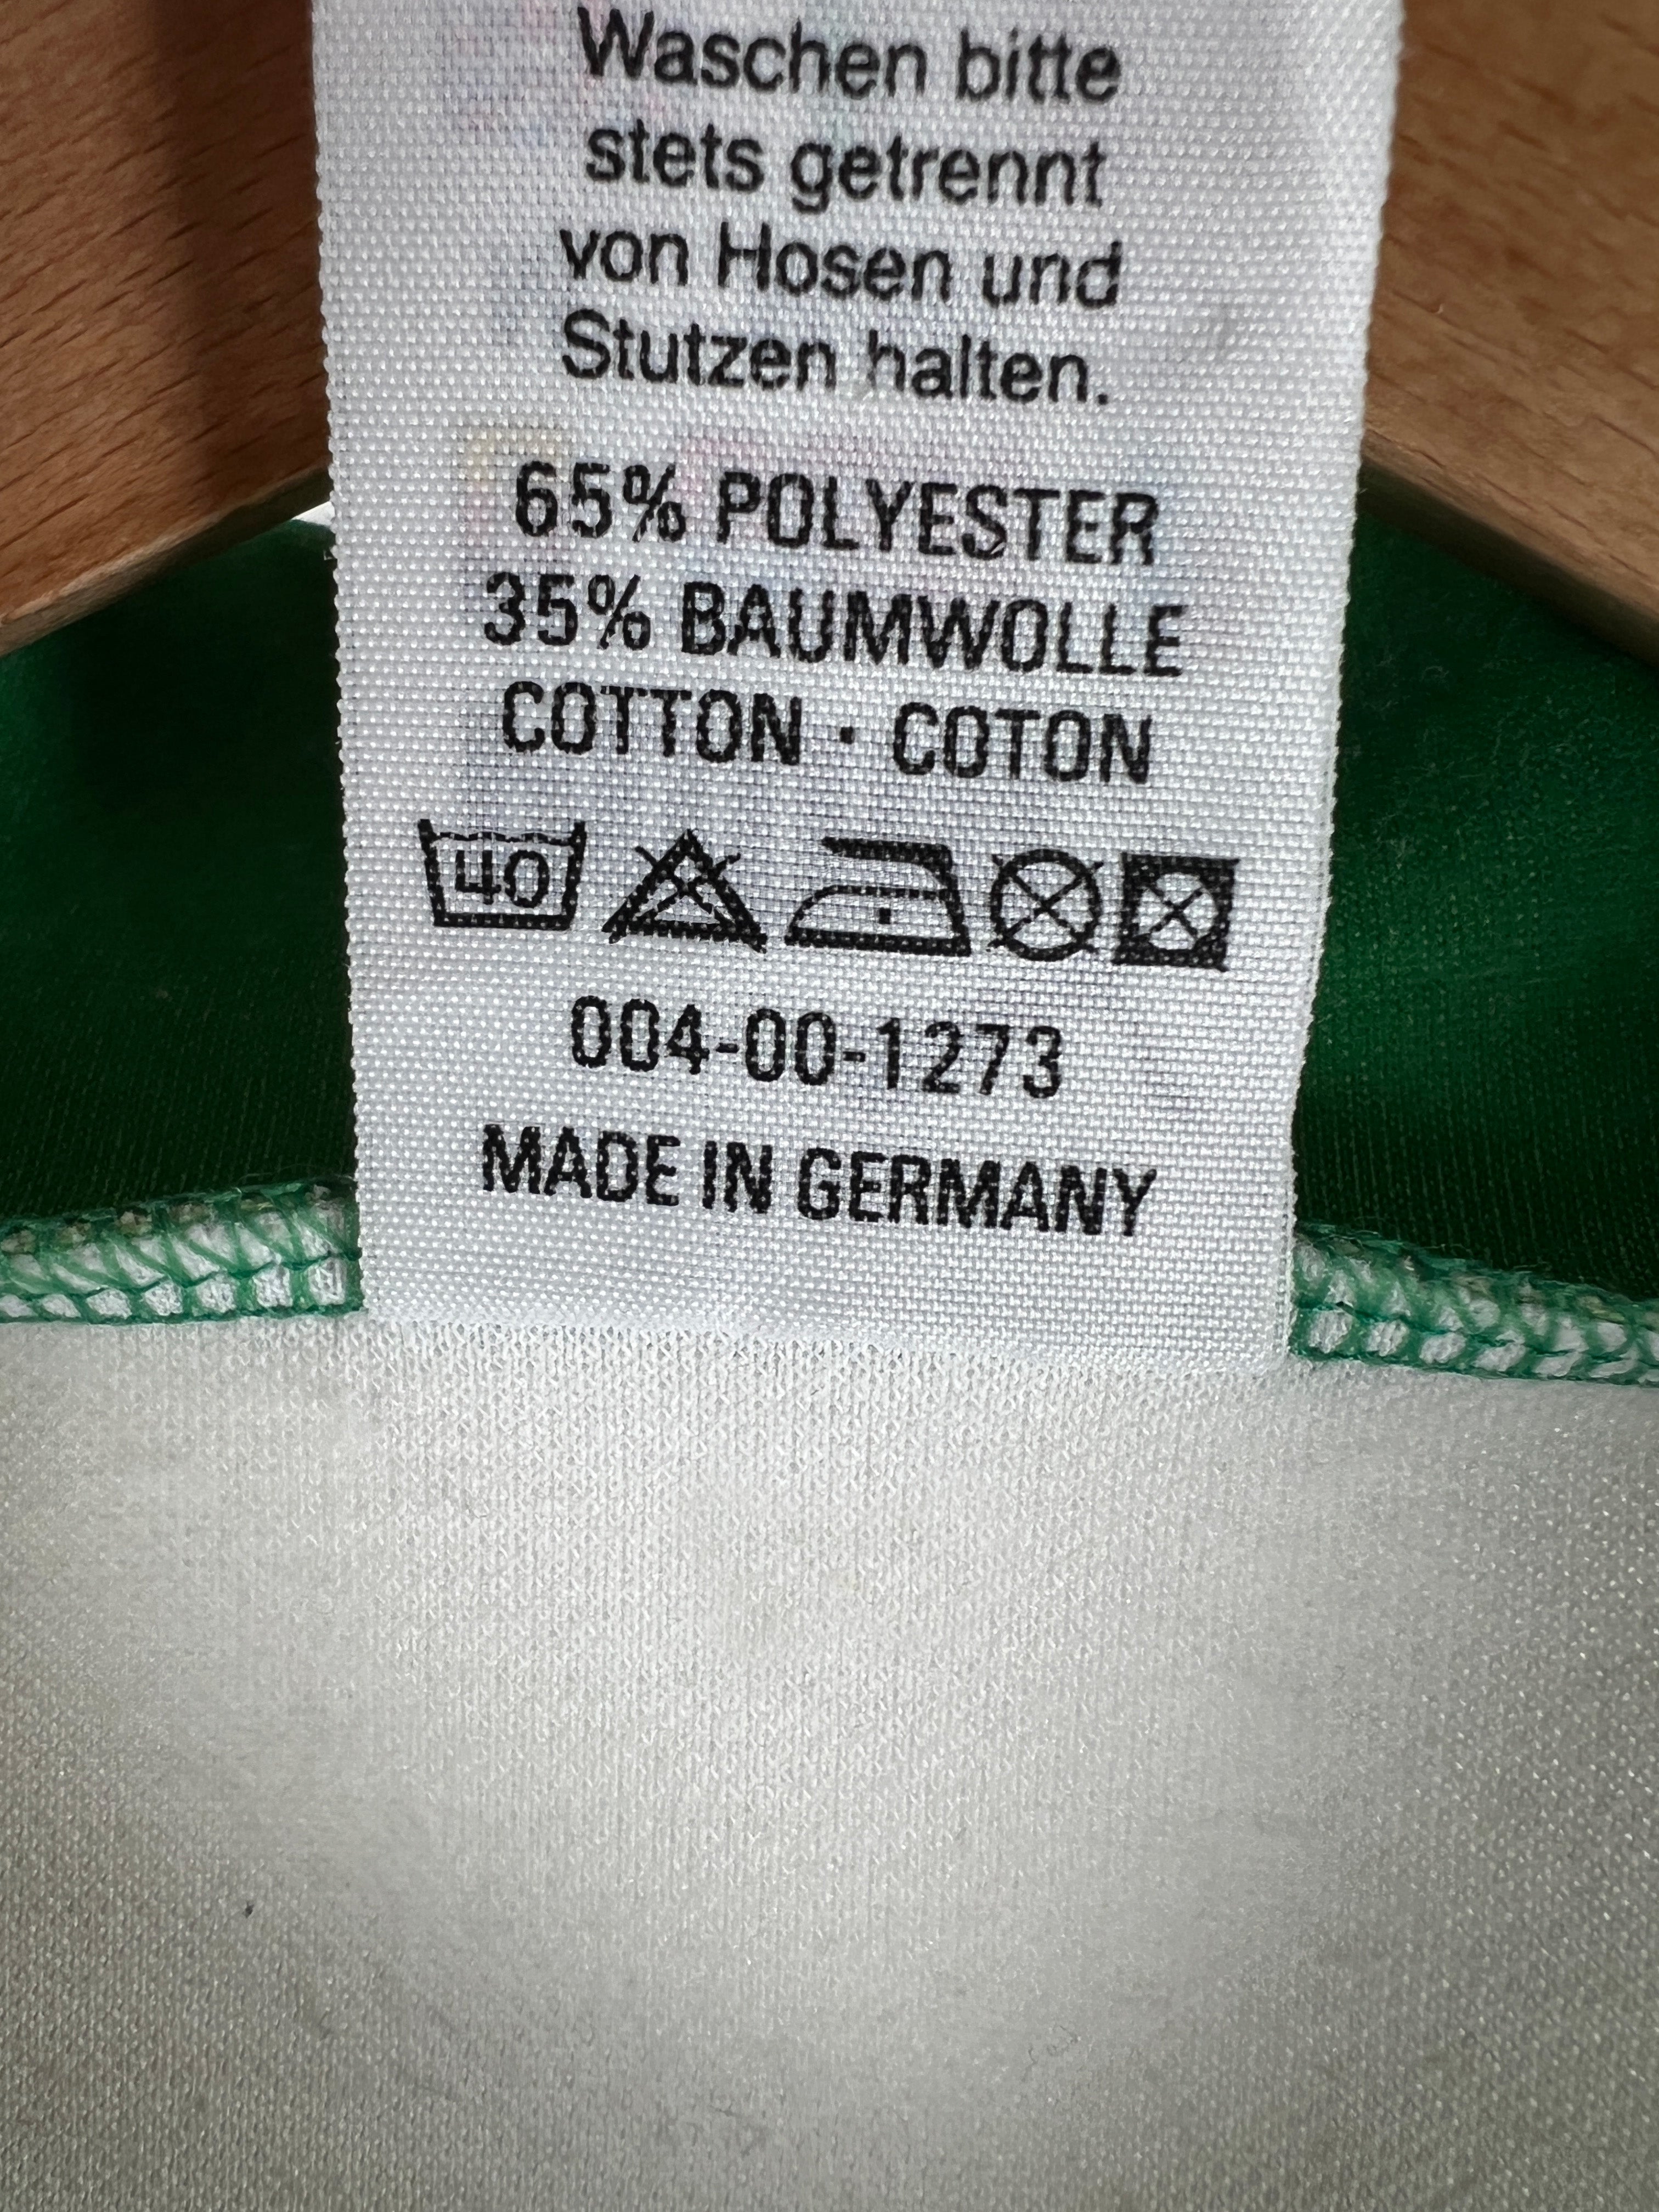 Waschen bitte
stets getrennt
von Hosen und
Stutzen halten.
65% POLYESTER
35% BAUMWOLLE
COTTON · COTON
40
004-00-1273
MADE IN GERMANY